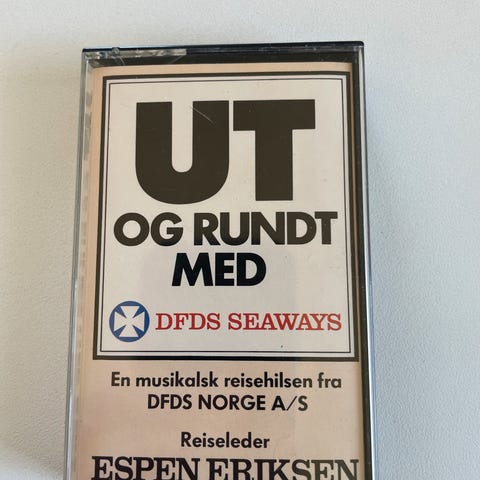 UT
OG RUNDT
MED
DFDS SEAWAYS
En musikalsk reisehilsen fra
DFDS NORGE A/S
Reiseleder
ESPEN ERIKSEN